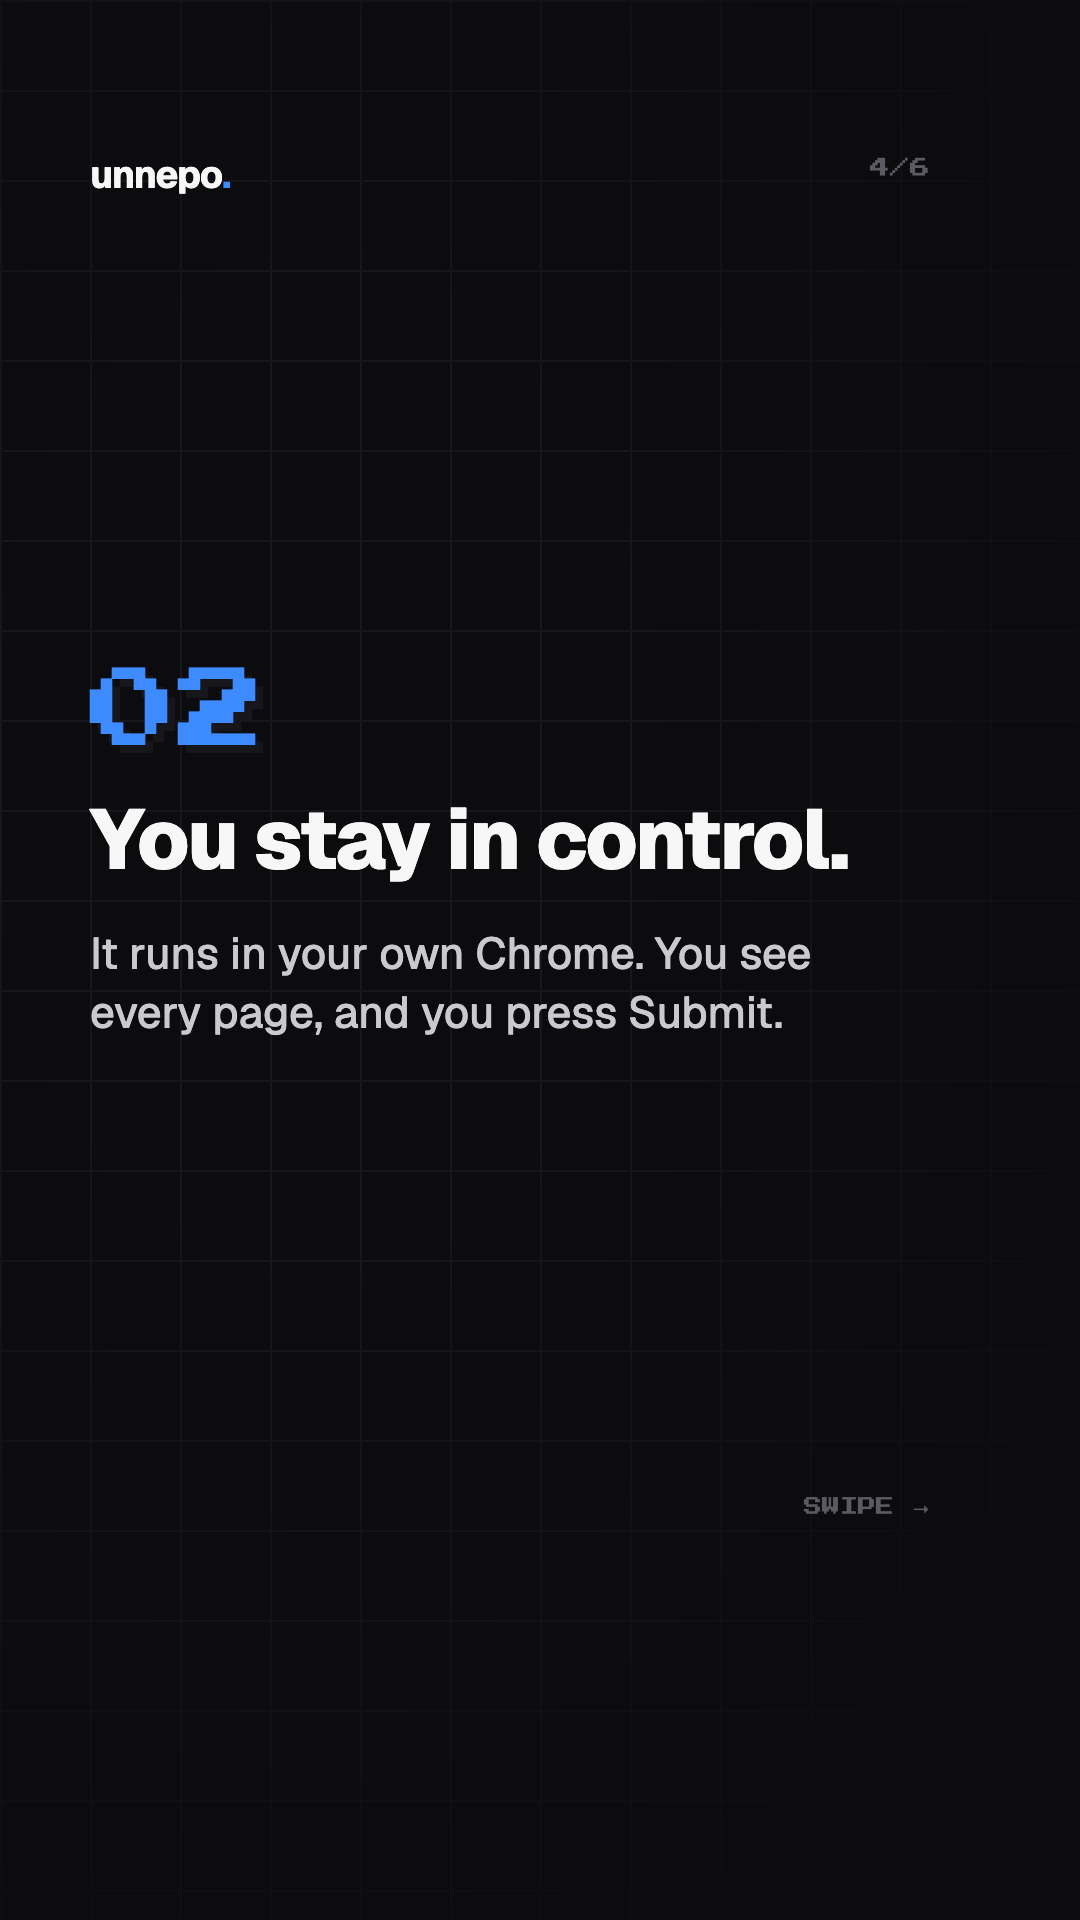 unnepo.
4/6
02
You stay in control.
It runs in your own Chrome. You see
every page, and you press Submit.
SWIPE →